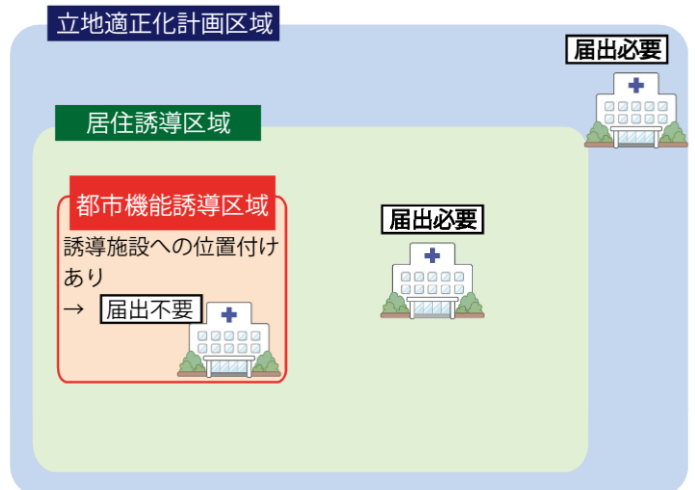 立地適正化計画区域
届出必要
居住誘導区域
都市機能誘導区域
誘導施設への位置付け
あり
→ 届出不要
届出必要